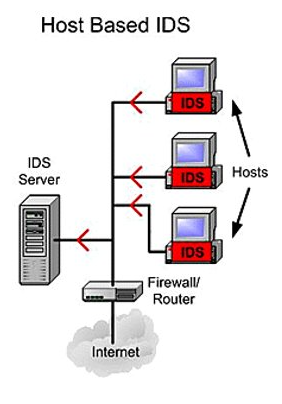 Host Based IDS
IDS
IDS
Hosts
IDS
Server
IDS
Firewall/
Router
Internet